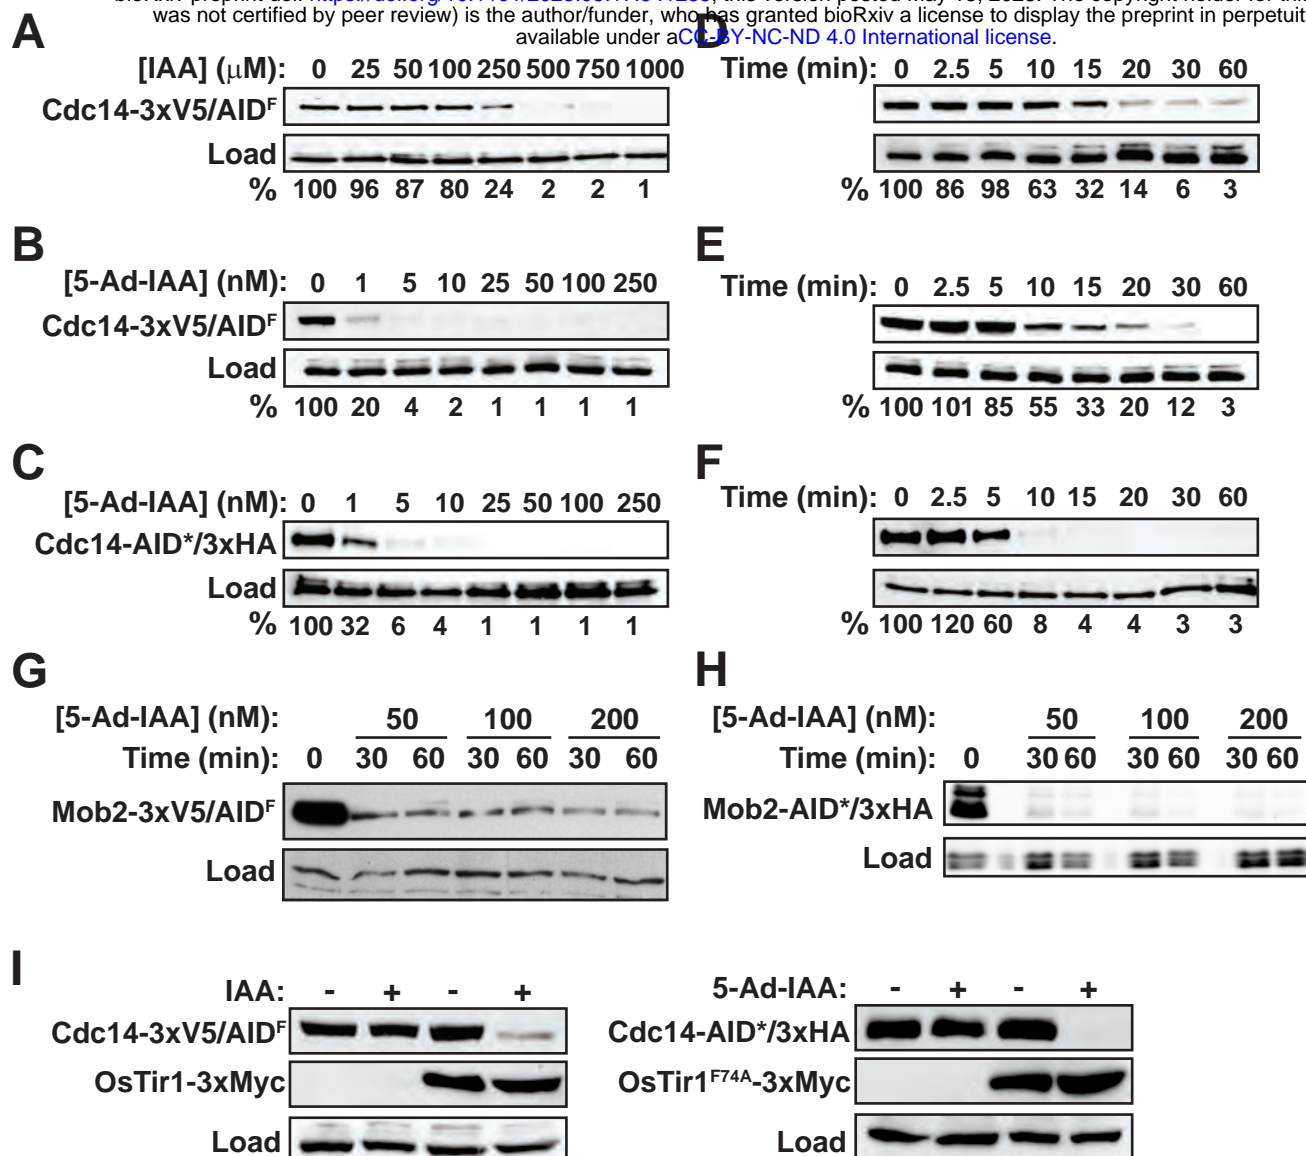 was not certified by peer review) is the author/funder, who has granted bioRxiv a license to display the preprint in perpetuit
available under aCC-BY-NC-ND 4.0 International license.
A
[IAA] (μM): 0 25 50 100 250 500 750 1000
Cdc14-3xV5/AIDF
Load
% 100 96 87 80 24 2 2 1
D
Time (min): 0 2.5 5 10 15 20 30 60
% 100 86 98 63 32 14 6 3
B
[5-Ad-IAA] (nM): 0 1 5 10 25 50 100 250
Cdc14-3xV5/AIDF
Load
% 100 20 4 2 1 1 1 1
E
Time (min): 0 2.5 5 10 15 20 30 60
% 100 101 85 55 33 20 12 3
C
[5-Ad-IAA] (nM): 0 1 5 10 25 50 100 250
Cdc14-AID*/3xHA
Load
% 100 32 6 4 1 1 1 1
F
Time (min): 0 2.5 5 10 15 20 30 60
% 100 120 60 8 4 4 3 3
G
[5-Ad-IAA] (nM): 50 100 200
Time (min): 0 30 60 30 60 30 60
Mob2-3xV5/AIDF
Load
H
[5-Ad-IAA] (nM): 50 100 200
Time (min): 0 30 60 30 60 30 60
Mob2-AID*/3xHA
Load
I
IAA: - + - +
Cdc14-3xV5/AIDF
OsTir1-3xMyc
Load
5-Ad-IAA: - + - +
Cdc14-AID*/3xHA
OsTir1F74A-3xMyc
Load